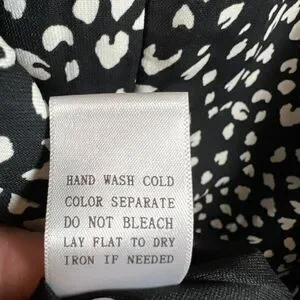 HAND WASH COLD
COLOR SEPARATE
DO NOT BLEACH
LAY FLAT TO DRY
IRON IF NEEDED